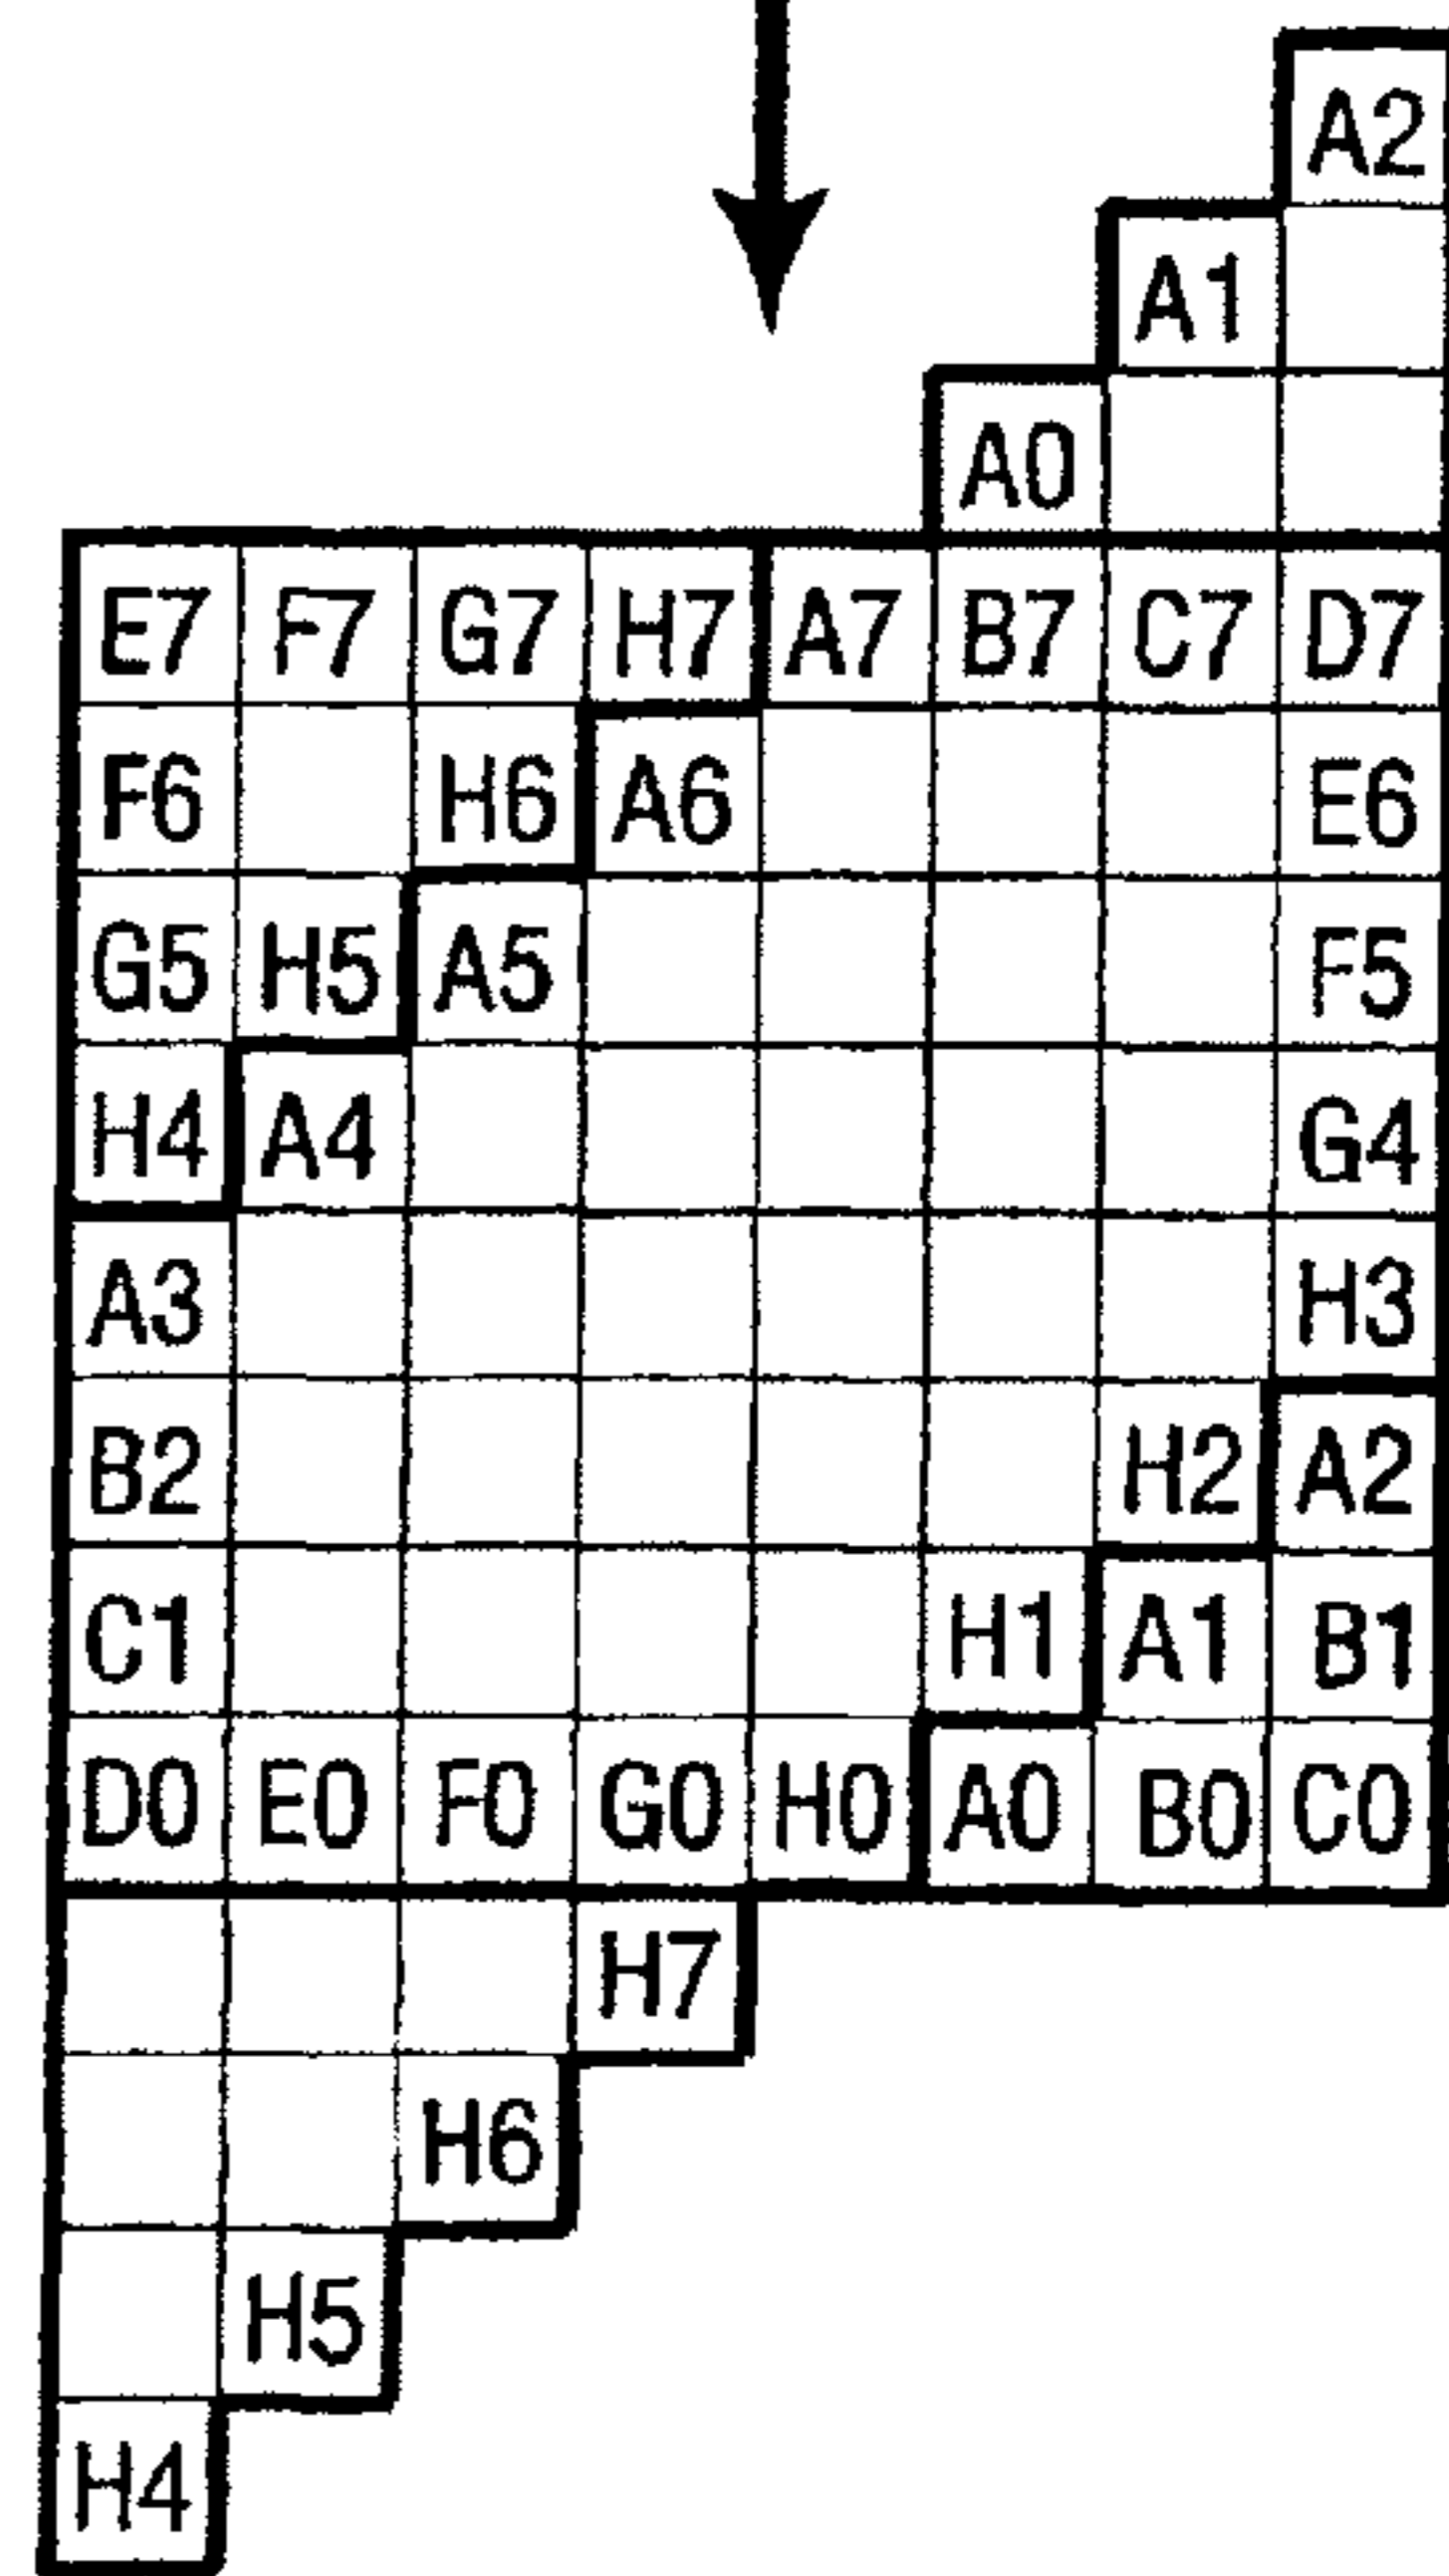 A2
A1
A0
E7 F7 G7 H7 A7 B7 C7 D7
F6 H6 A6 E6
G5 H5 A5 F5
H4 A4 G4
A3 H3
B2 H2 A2
C1 H1 A1 B1
D0 E0 F0 G0 H0 A0 B0 C0
H7
H6
H5
H4